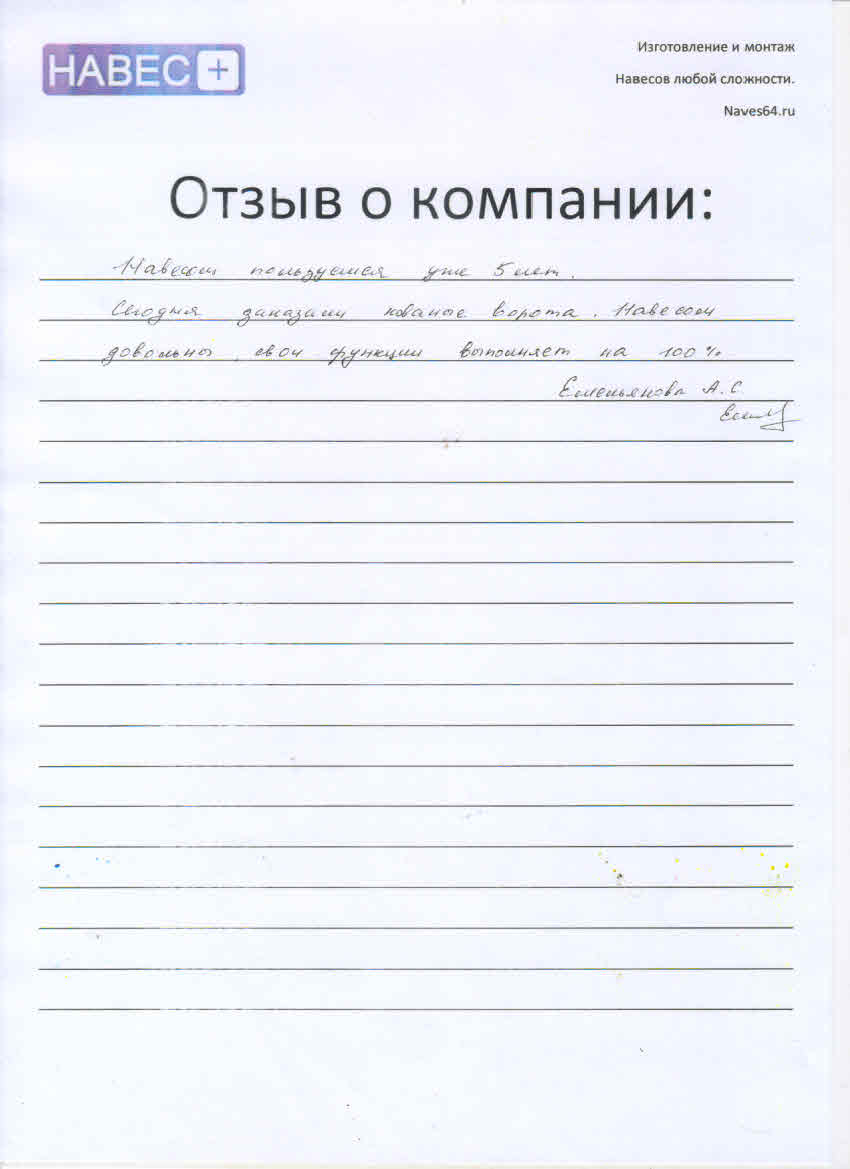 НАВЕС +
Изготовление и монтаж
Навесов любой сложности.
Naves64.ru
Отзыв о компании:
Навесом пользуемся уже 5 лет.
Сегодня заказали кованые ворота. Навесом
довольны, свои функции выполняет на 100%
Емельянова А.С.